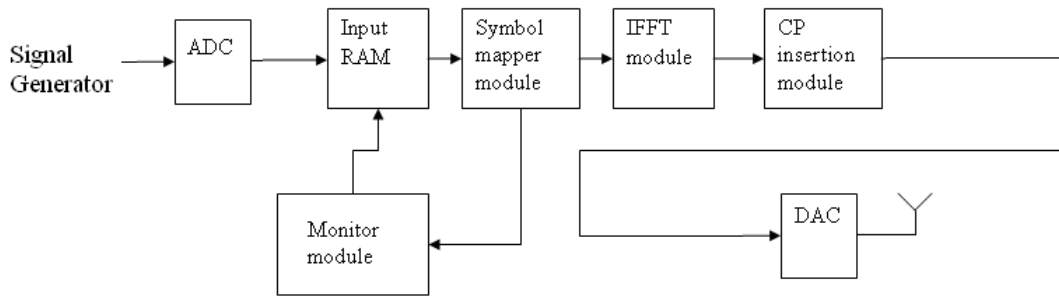 Signal
Generator
ADC
Input
RAM
Symbol
mapper
module
IFFT
module
CP
insertion
module
Monitor
module
DAC